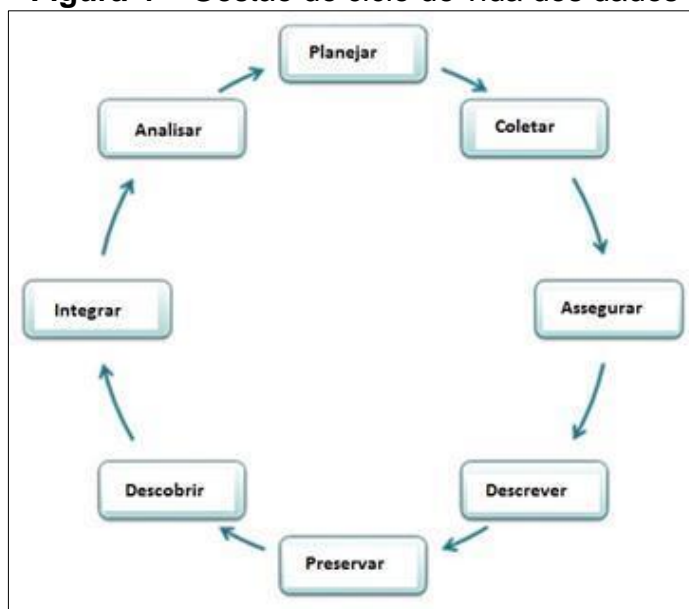 Planejar
Coletar
Assegurar
Descrever
Preservar
Descobrir
Integrar
Analisar